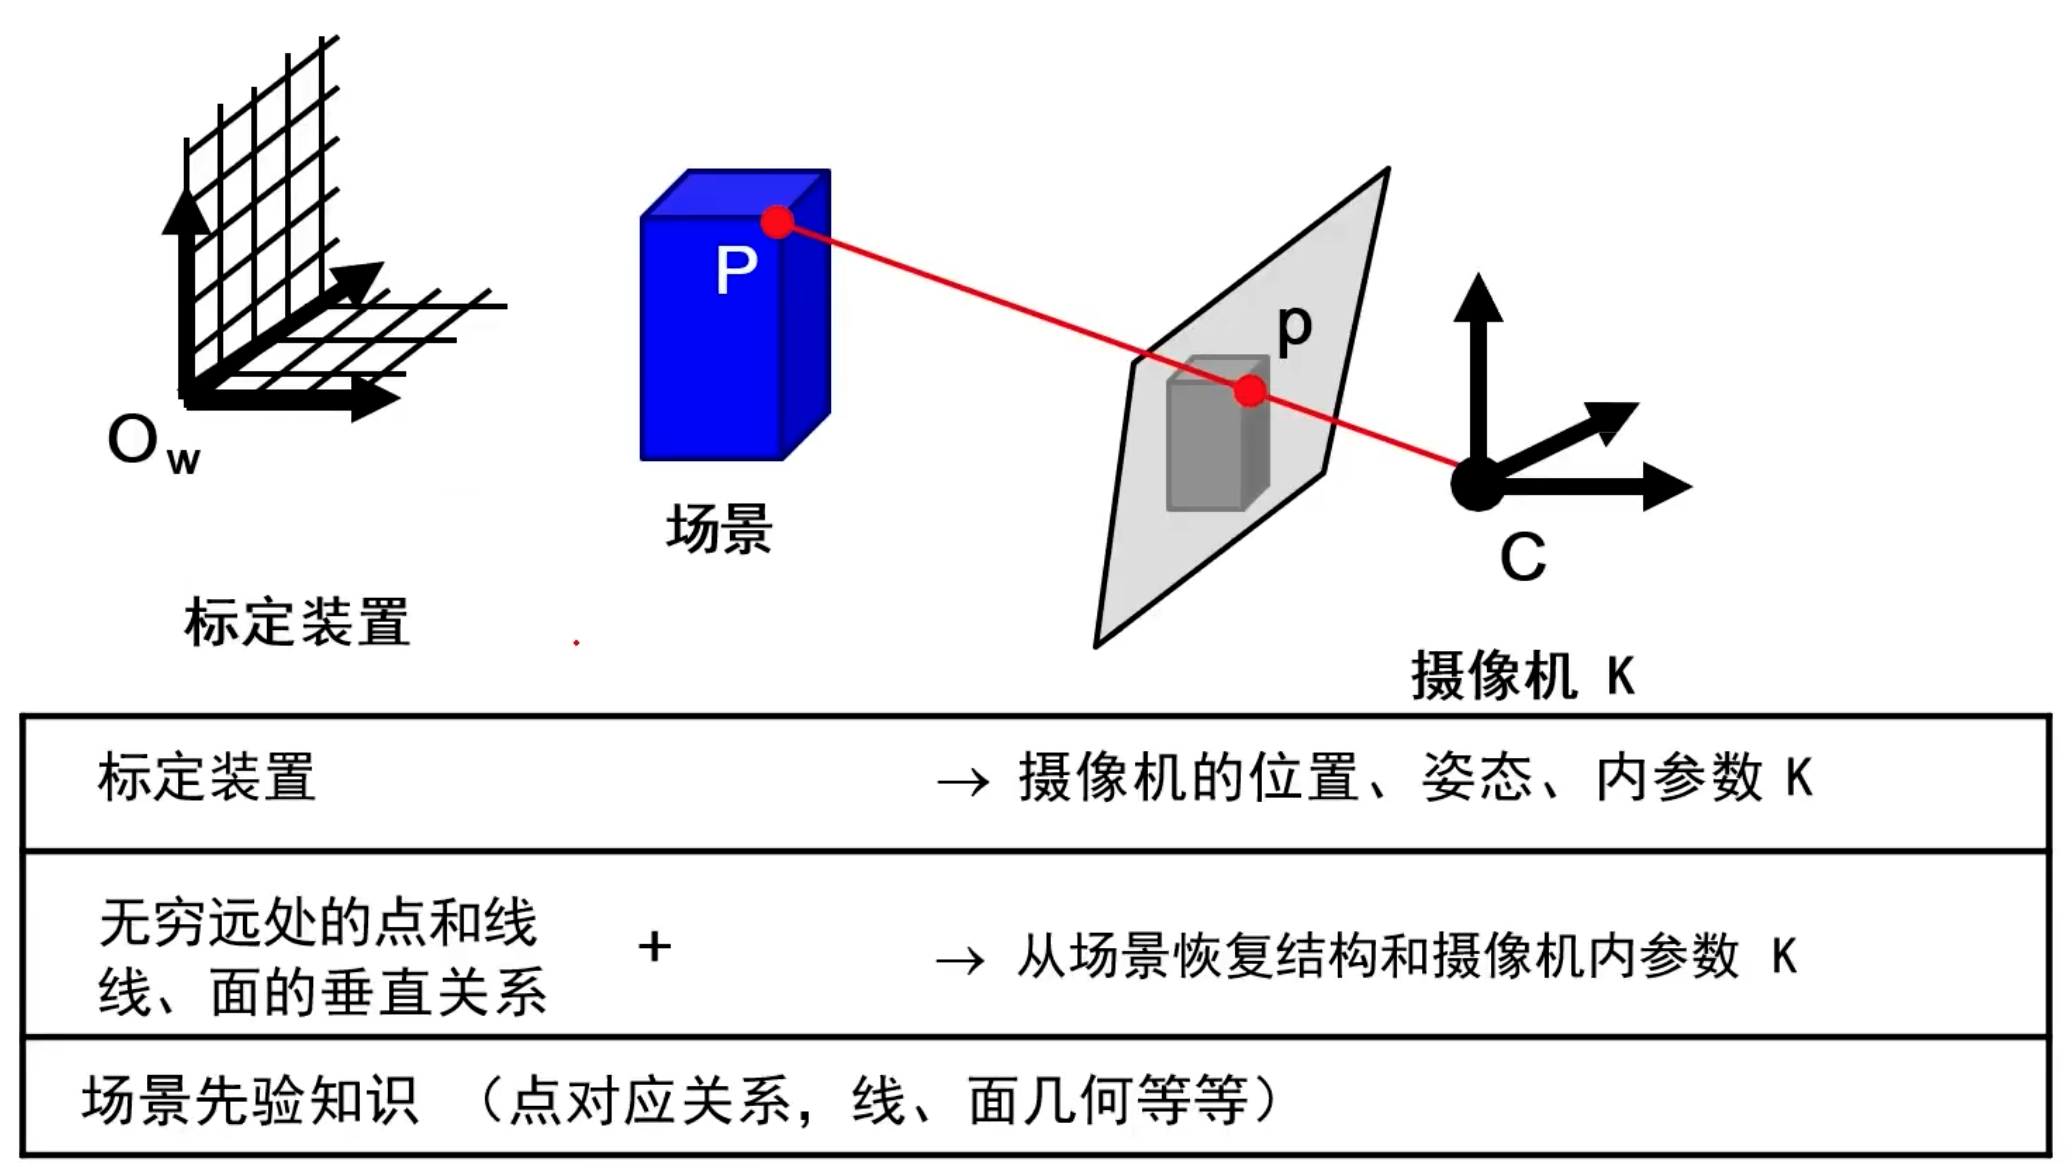 P
p
O w
C
场景
标定装置
摄像机 K
标定装置 → 摄像机的位置、姿态、内参数 K
无穷远处的点和线
线、面的垂直关系 + → 从场景恢复结构和摄像机内参数 K
场景先验知识 （点对应关系，线、面几何等等）